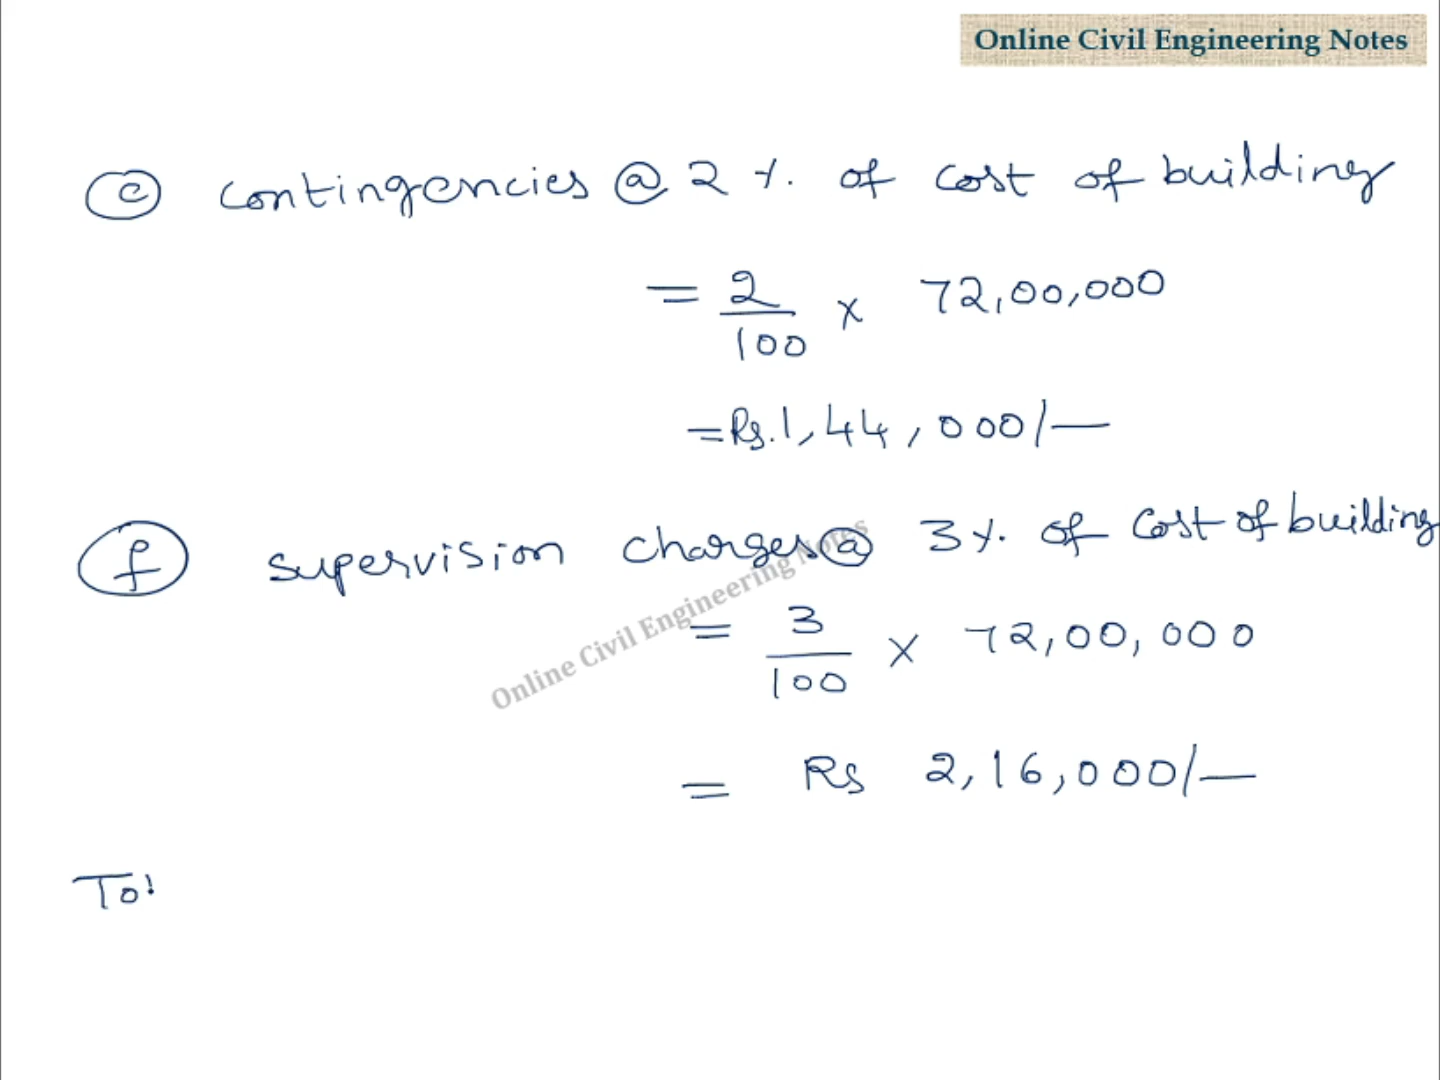 Online Civil Engineering Notes
e contingencies @ 2 %. of cost of building
= 2/100 x 72,00,000
= Rs. 1,44,000/—
f supervision charges @ 3 %. of cost of building
Online Civil Engineering Notes
= 3/100 x 72,00,000
= Rs 2,16,000/—